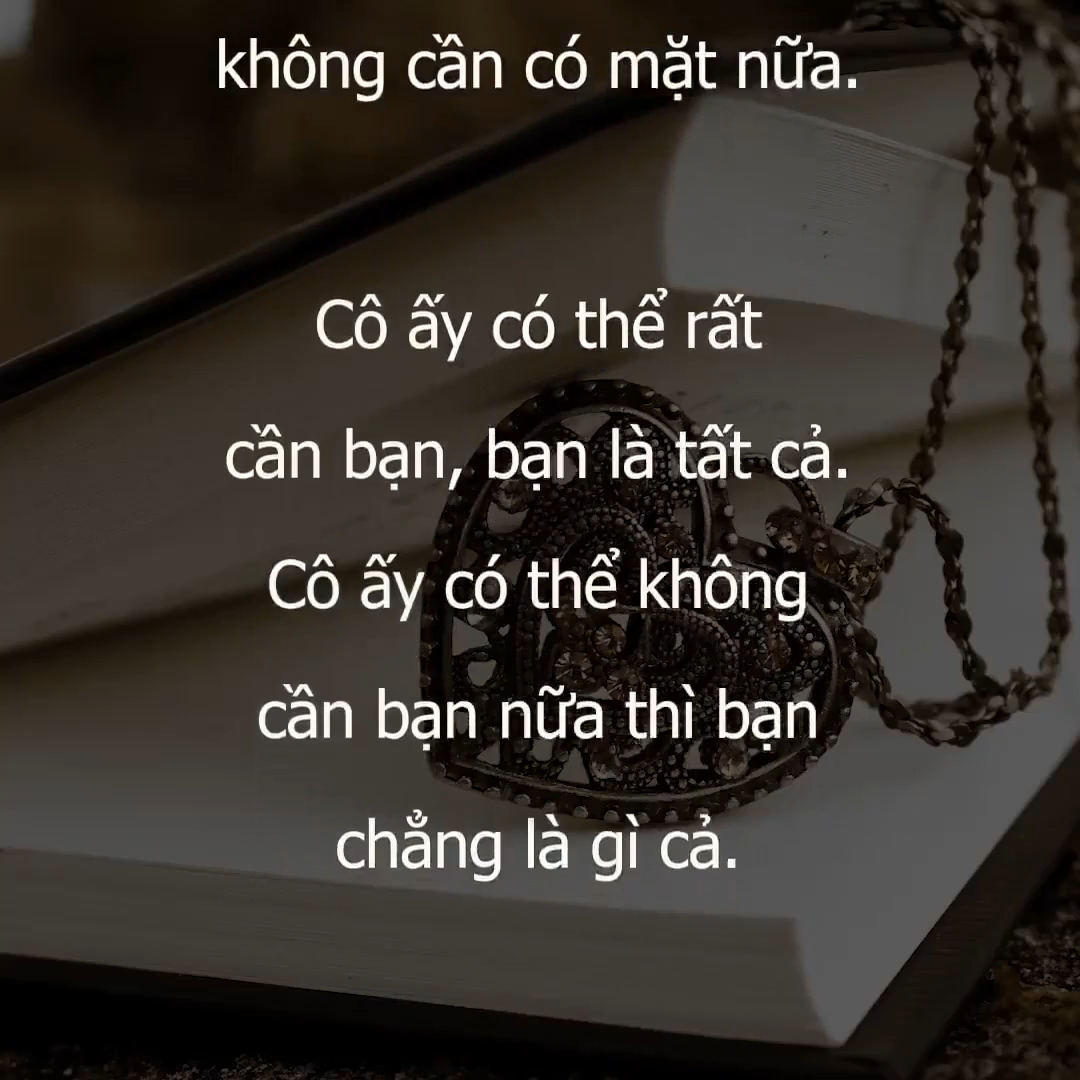 không cần có mặt nữa.
Cô ấy có thể rất
cần bạn, bạn là tất cả.
Cô ấy có thể không
cần bạn nữa thì bạn
chẳng là gì cả.